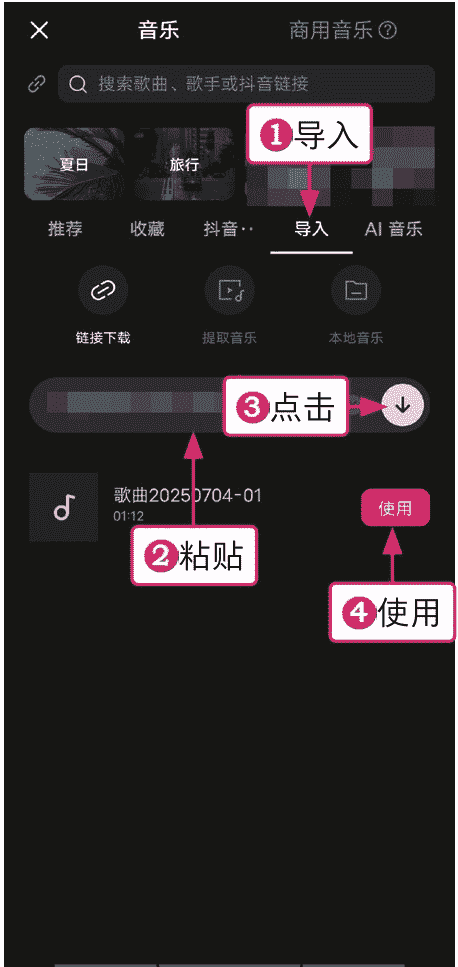 音乐
商用音乐?
搜索歌曲、歌手或抖音链接
❶导入
夏日
旅行
推荐
收藏
抖音··
导入
AI 音乐
链接下载
提取音乐
本地音乐
❸点击
歌曲20250704-01
01:12
使用
❷粘贴
❹使用